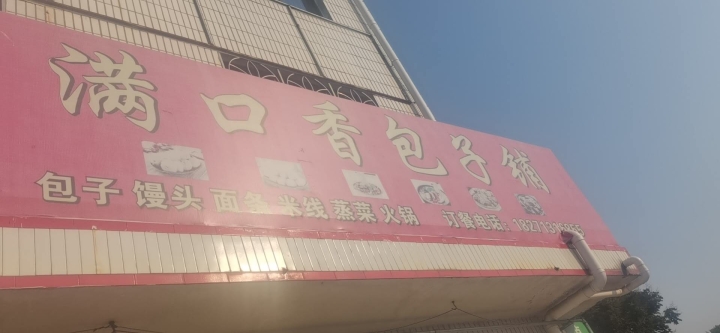 满口香包子铺
包子 馒头 面条 米线 蒸菜 火锅 订餐电话: